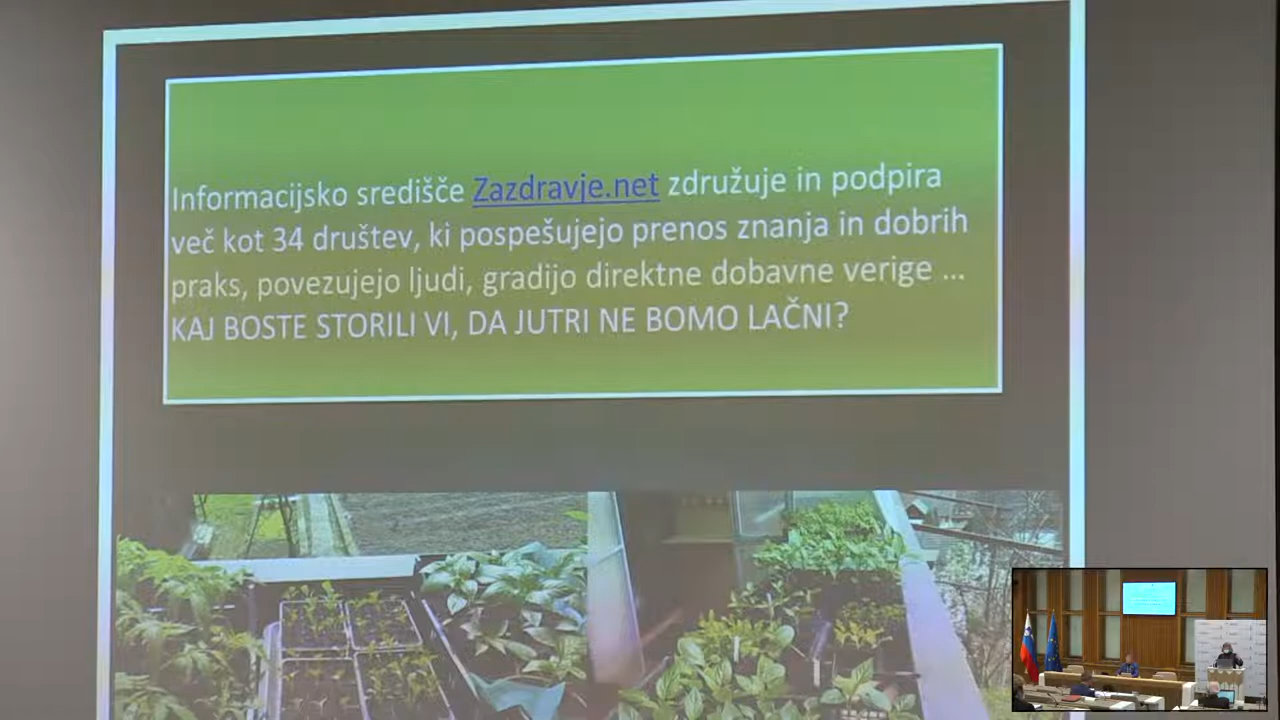 Informacijsko središče Zazdravje.net združuje in podpira
več kot 34 društev, ki pospešujejo prenos znanja in dobrih
praks, povezujejo ljudi, gradijo direktne dobavne verige ...
KAJ BOSTE STORILI VI, DA JUTRI NE BOMO LAČNI?